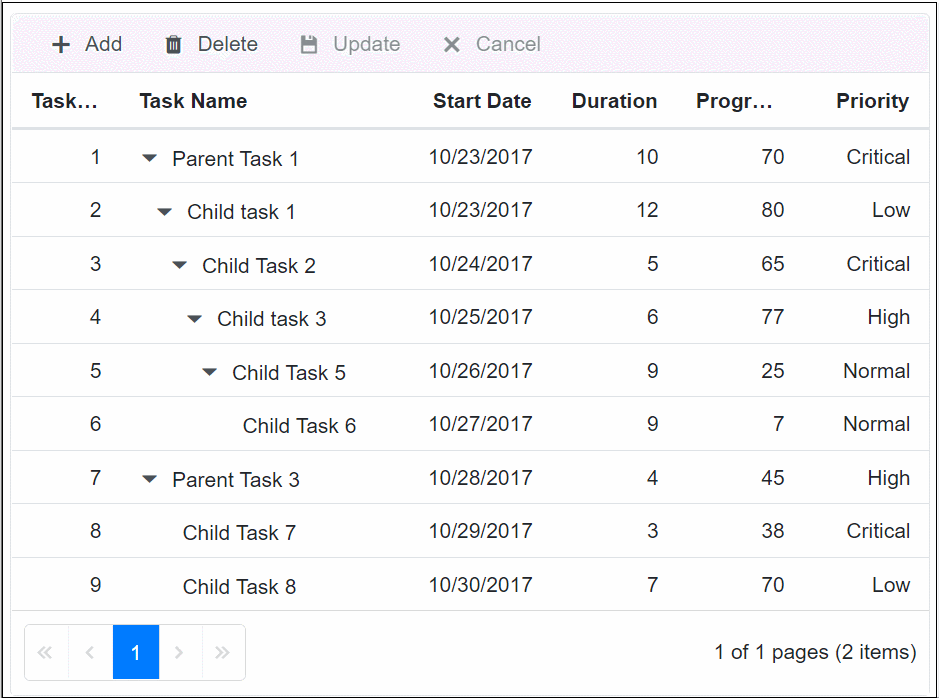 Add Delete Update Cancel
Task... Task Name Start Date Duration Progr... Priority
1 Parent Task 1 10/23/2017 10 70 Critical
2 Child task 1 10/23/2017 12 80 Low
3 Child Task 2 10/24/2017 5 65 Critical
4 Child task 3 10/25/2017 6 77 High
5 Child Task 5 10/26/2017 9 25 Normal
6 Child Task 6 10/27/2017 9 7 Normal
7 Parent Task 3 10/28/2017 4 45 High
8 Child Task 7 10/29/2017 3 38 Critical
9 Child Task 8 10/30/2017 7 70 Low
1 1 of 1 pages (2 items)